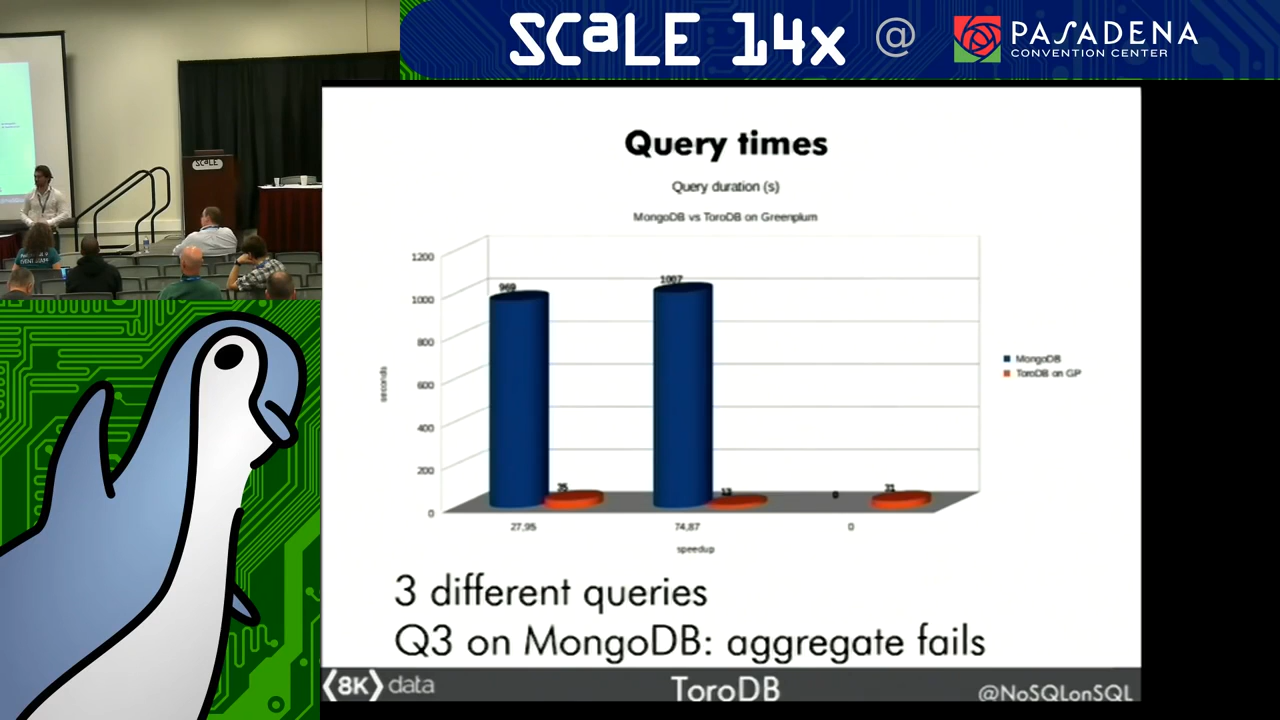 SCALE 14x @ PASADENA
CONVENTION CENTER
SCALE
Query times
Query duration (s)
MongoDB vs ToroDB on Greenplum
1200
1000
800
600
400
200
0
seconds
969
35
1007
13
0
31
27,95
74,87
0
speedup
MongoDB
ToroDB on GP
3 different queries
Q3 on MongoDB: aggregate fails
8K data
ToroDB
@NoSQLonSQL